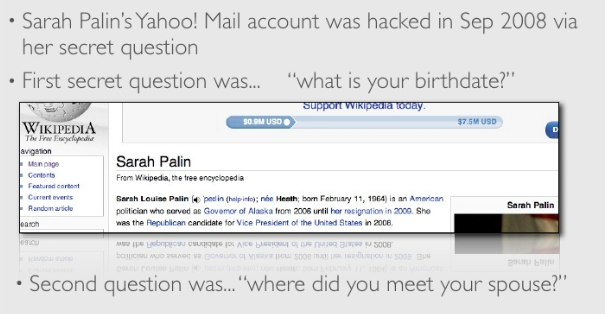 • Sarah Palin's Yahoo! Mail account was hacked in Sep 2008 via
her secret question
• First secret question was... “what is your birthdate?”
Support Wikipedia today.
$0.9M USD
$7.5M USD
WIKIPEDIA
The Free Encyclopedia
avigation
Main page
Contents
Featured content
Current events
Random article
earch
Sarah Palin
From Wikipedia, the free encyclopedia
Sarah Louise Palin (help·info); née Heath; born February 11, 1964) is an American
politician who served as Governor of Alaska from 2006 until her resignation in 2009. She
was the Republican candidate for Vice President of the United States in 2008.
Sarah Palin
• Second question was... “where did you meet your spouse?”